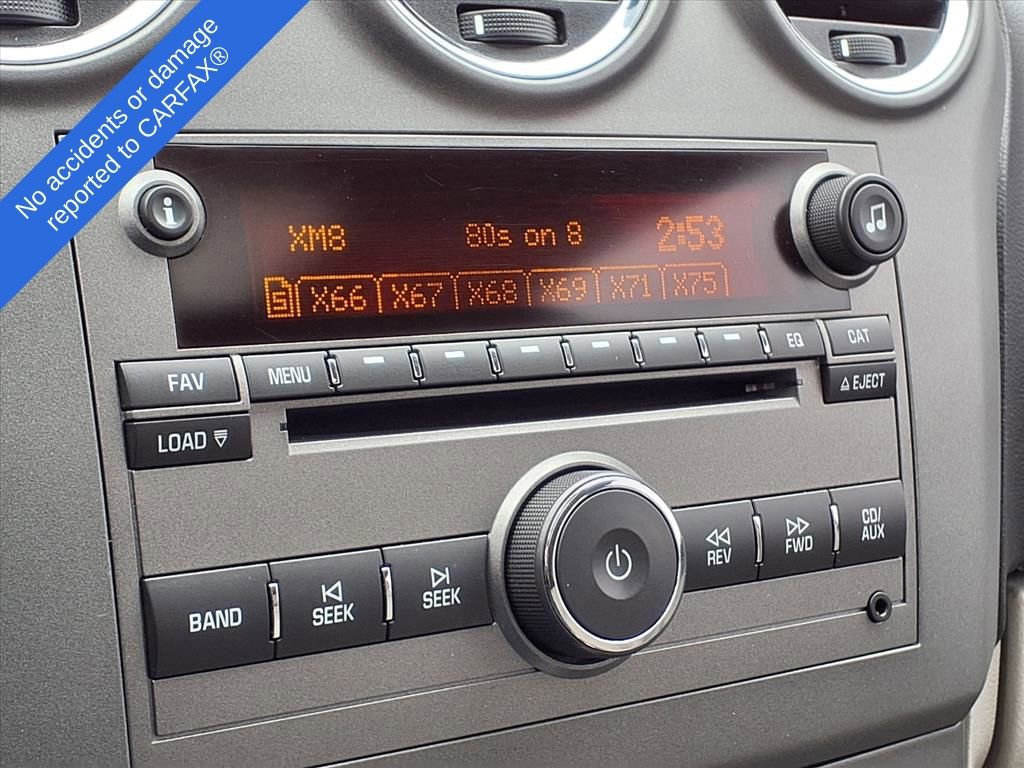 No accidents or damage
reported to CARFAX®
i
XM8 80s on 8 2:53
5 X66 X67 X68 X69 X71 X75
FAV MENU EQ CAT
LOAD EJECT
BAND SEEK SEEK REV FWD CD/
AUX